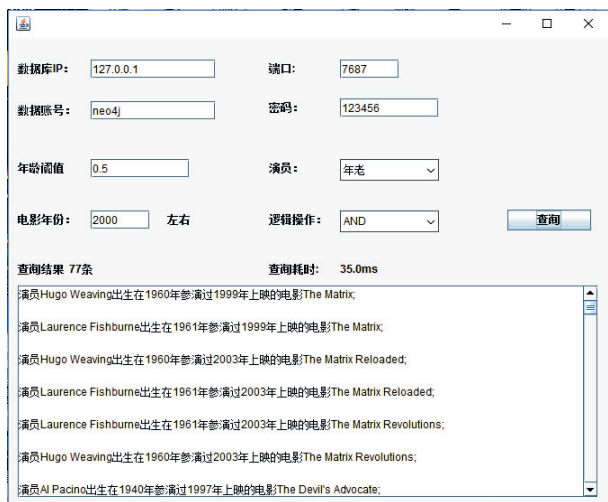 数据库IP： 127.0.0.1 端口: 7687
数据账号： neo4j 密码： 123456
年龄阈值 0.5 演员： 年老
电影年份： 2000 左右 逻辑操作： AND 查询
查询结果 77条 查询耗时: 35.0ms
演员Hugo Weaving出生在1960年参演过1999年上映的电影The Matrix;
演员Laurence Fishburne出生在1961年参演过1999年上映的电影The Matrix;
演员Hugo Weaving出生在1960年参演过2003年上映的电影The Matrix Reloaded;
演员Laurence Fishburne出生在1961年参演过2003年上映的电影The Matrix Reloaded;
演员Laurence Fishburne出生在1961年参演过2003年上映的电影The Matrix Revolutions;
演员Hugo Weaving出生在1960年参演过2003年上映的电影The Matrix Revolutions;
演员Al Pacino出生在1940年参演过1997年上映的电影The Devil's Advocate;